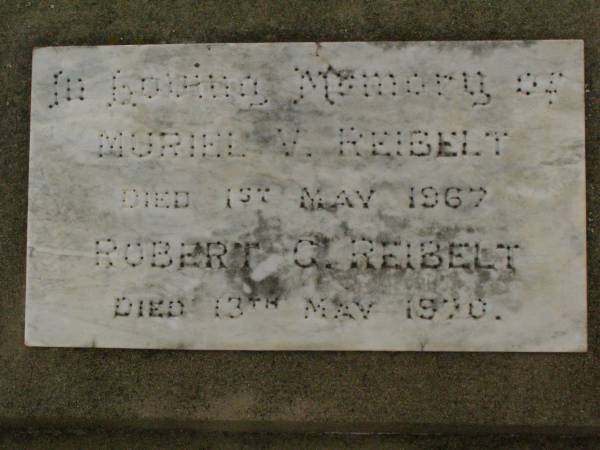 In Loving Memory of
MURIEL V. REIBELT
DIED 1ST MAY 1967
ROBERT G. REIBELT
DIED 13TH MAY 1970.